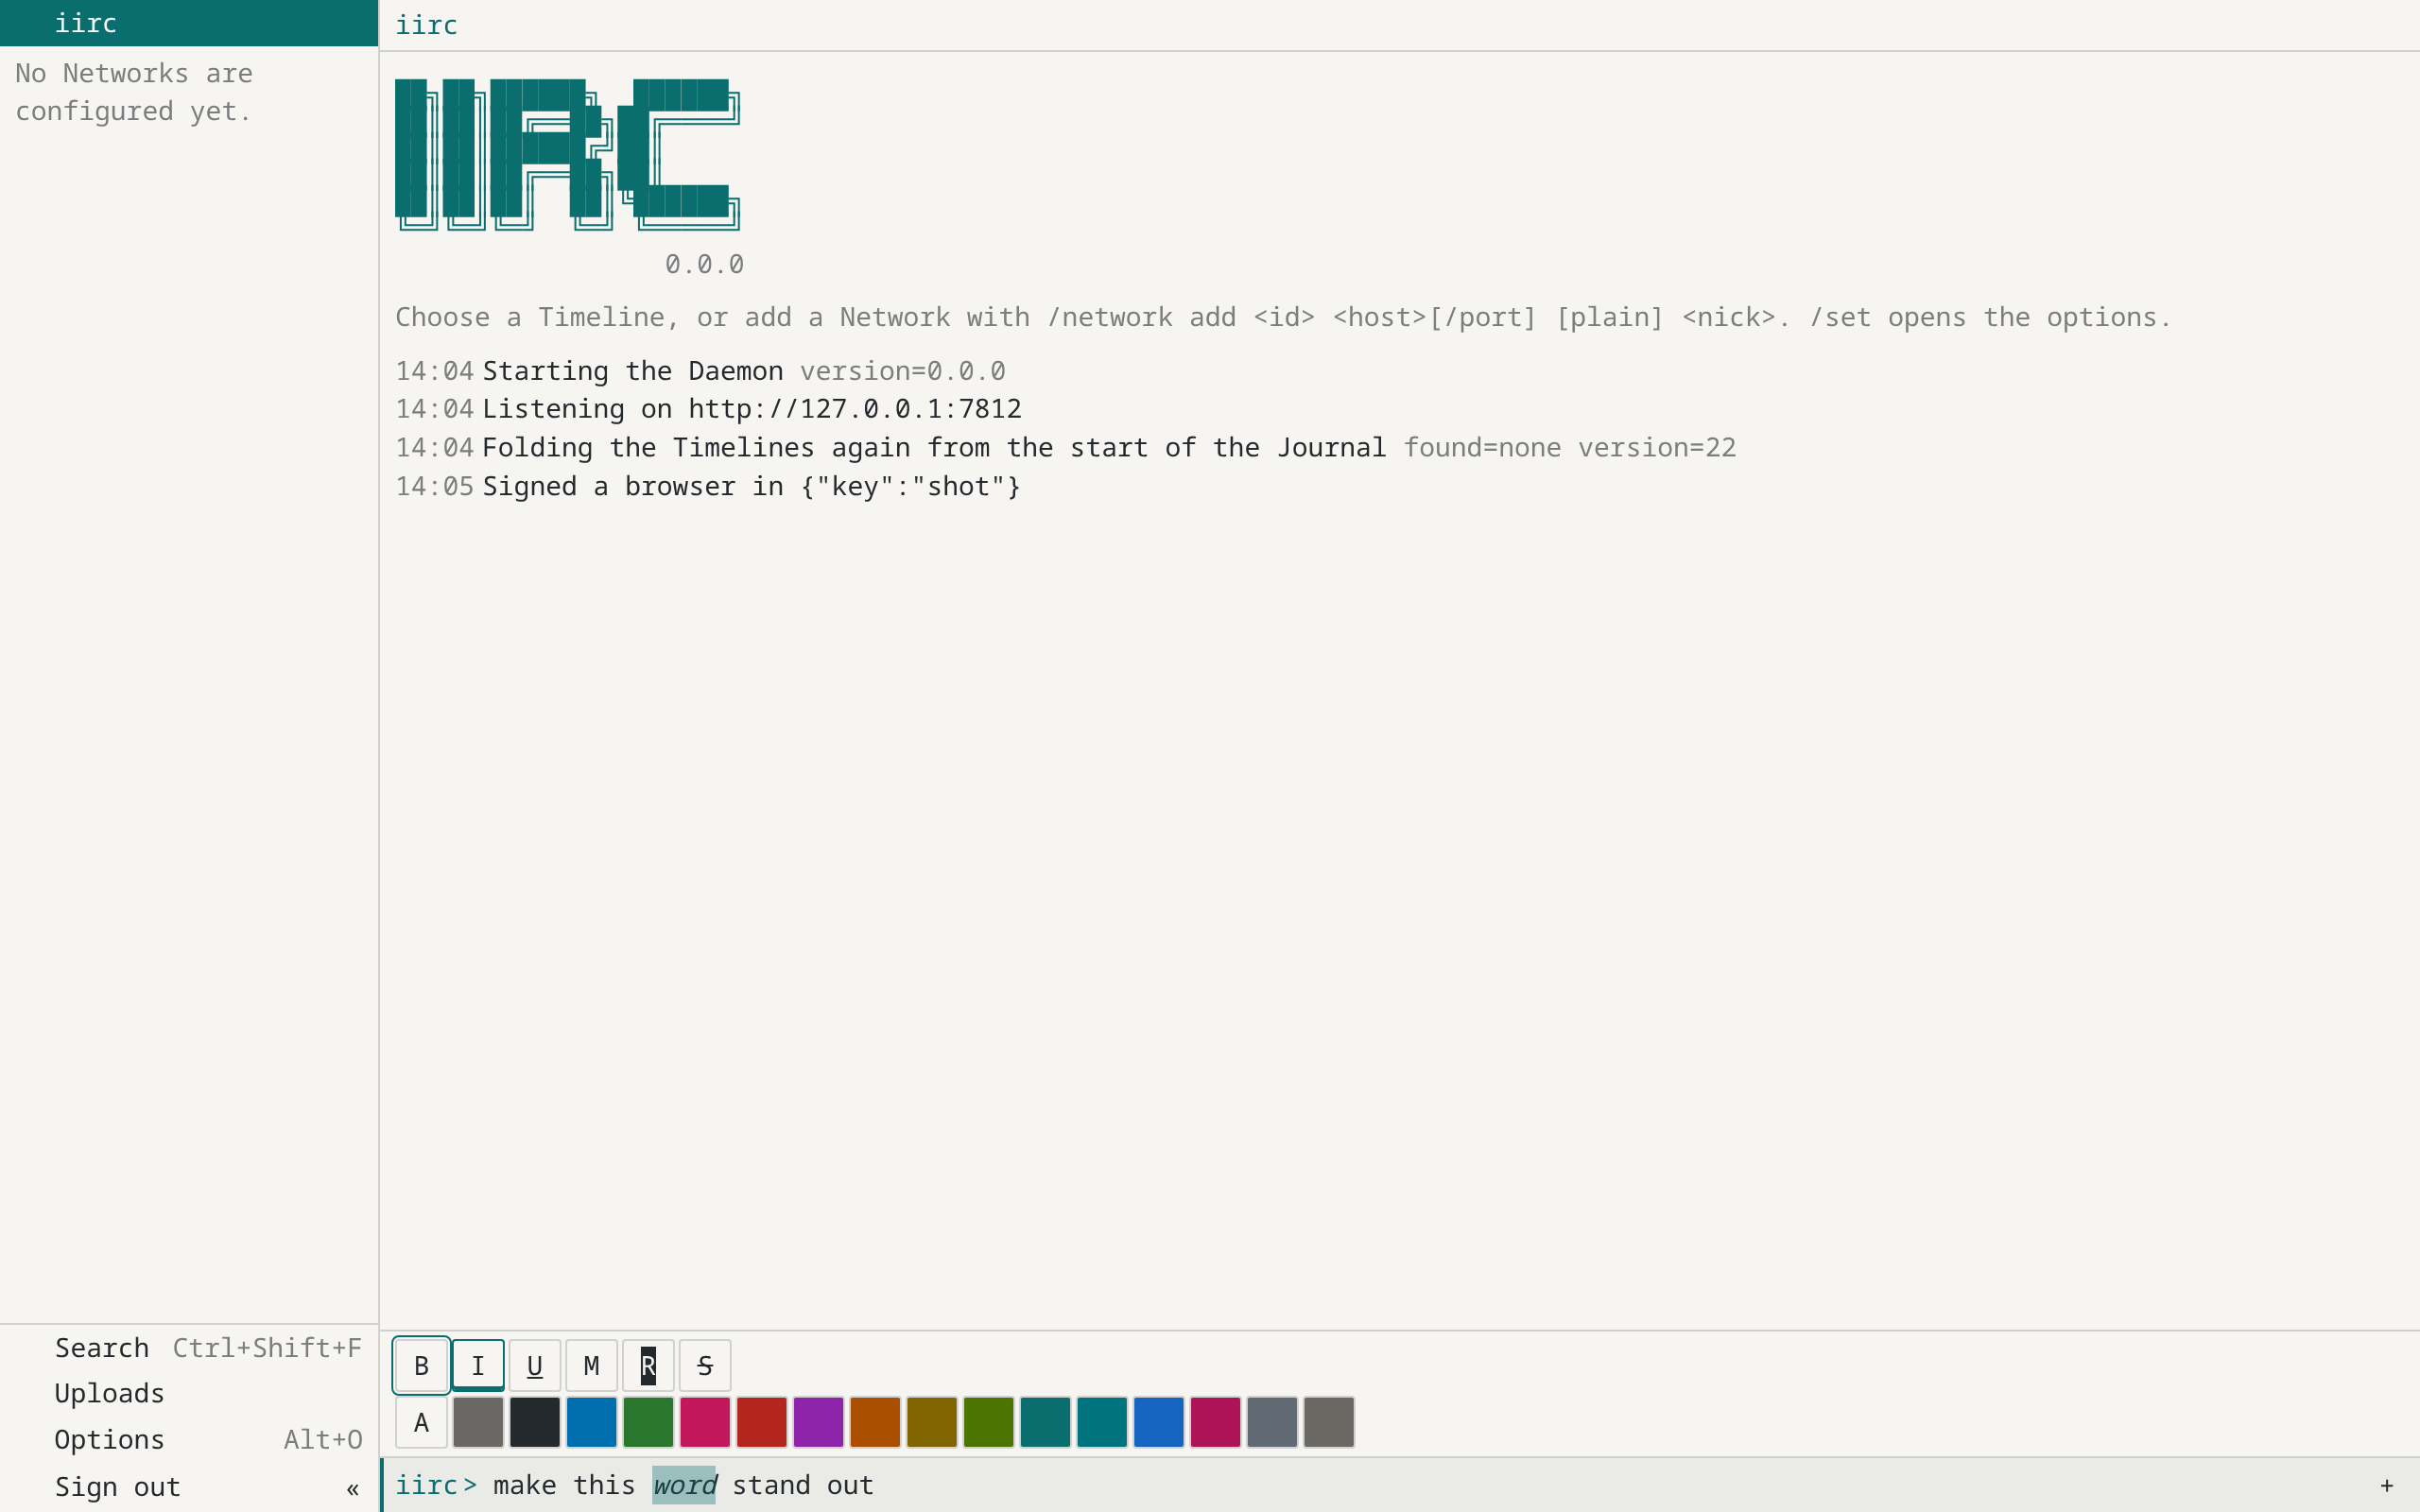 iirc
No Networks are
configured yet.
Search Ctrl+Shift+F
Uploads
Options Alt+O
Sign out «
iirc
IIRC
0.0.0
Choose a Timeline, or add a Network with /network add <id> <host>[/port] [plain] <nick>. /set opens the options.
14:04 Starting the Daemon version=0.0.0
14:04 Listening on http://127.0.0.1:7812
14:04 Folding the Timelines again from the start of the Journal found=none version=22
14:05 Signed a browser in {"key":"shot"}
B I U M R S
A
iirc> make this word stand out +